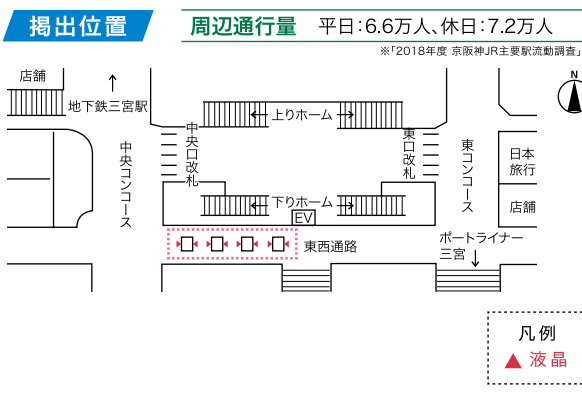 掲出位置
周辺通行量 平日:6.6万人、休日:7.2万人
※「2018年度 京阪神JR主要駅流動調査」
店舗
地下鉄三宮駅
N
上りホーム
中央口改札
東口改札
中央コンコース
東コンコース
日本
旅行
下りホーム
店舗
EV
東西通路
ポートライナー
三宮
凡例
液晶